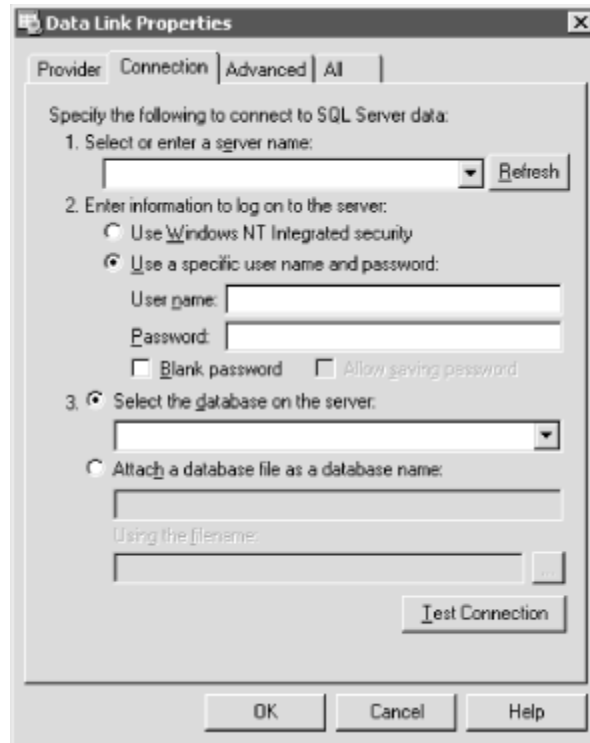 Data Link Properties
Provider Connection Advanced All
Specify the following to connect to SQL Server data:
1. Select or enter a server name:
Refresh
2. Enter information to log on to the server:
Use Windows NT Integrated security
Use a specific user name and password:
User name:
Password:
Blank password Allow saving password
3. Select the database on the server:
Attach a database file as a database name:
Using the filename:
...
Test Connection
OK Cancel Help